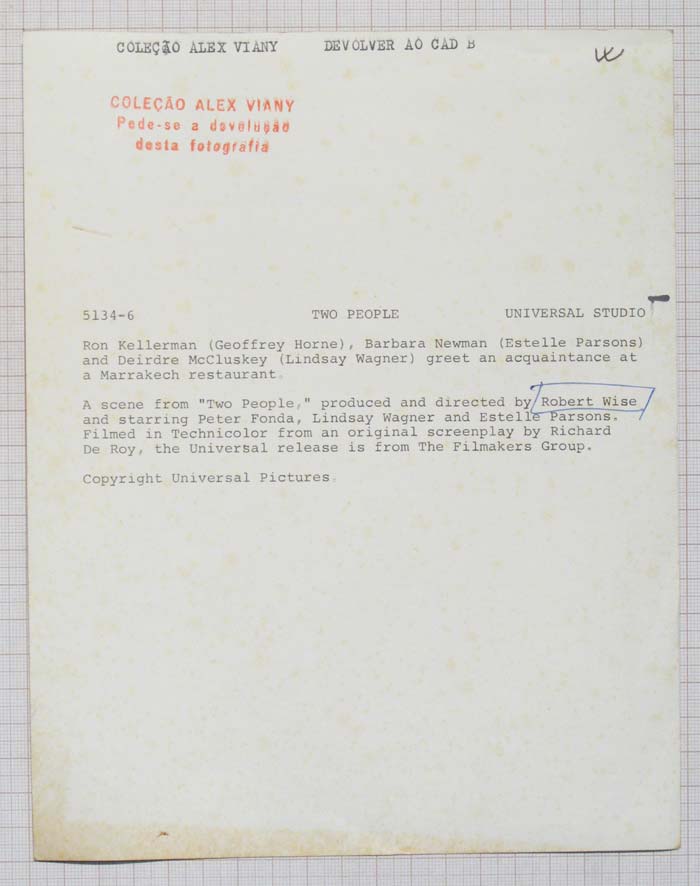 COLEÇÃO ALEX VIANY DEVOLVER AO CAD B
COLEÇÃO ALEX VIANY
Pede-se a devolução
desta fotografia
5134-6 TWO PEOPLE UNIVERSAL STUDIO
Ron Kellerman (Geoffrey Horne), Barbara Newman (Estelle Parsons)
and Deirdre McCluskey (Lindsay Wagner) greet an acquaintance at
a Marrakech restaurant.
A scene from "Two People," produced and directed by Robert Wise
and starring Peter Fonda, Lindsay Wagner and Estelle Parsons.
Filmed in Technicolor from an original screenplay by Richard
De Roy, the Universal release is from The Filmakers Group.
Copyright Universal Pictures.